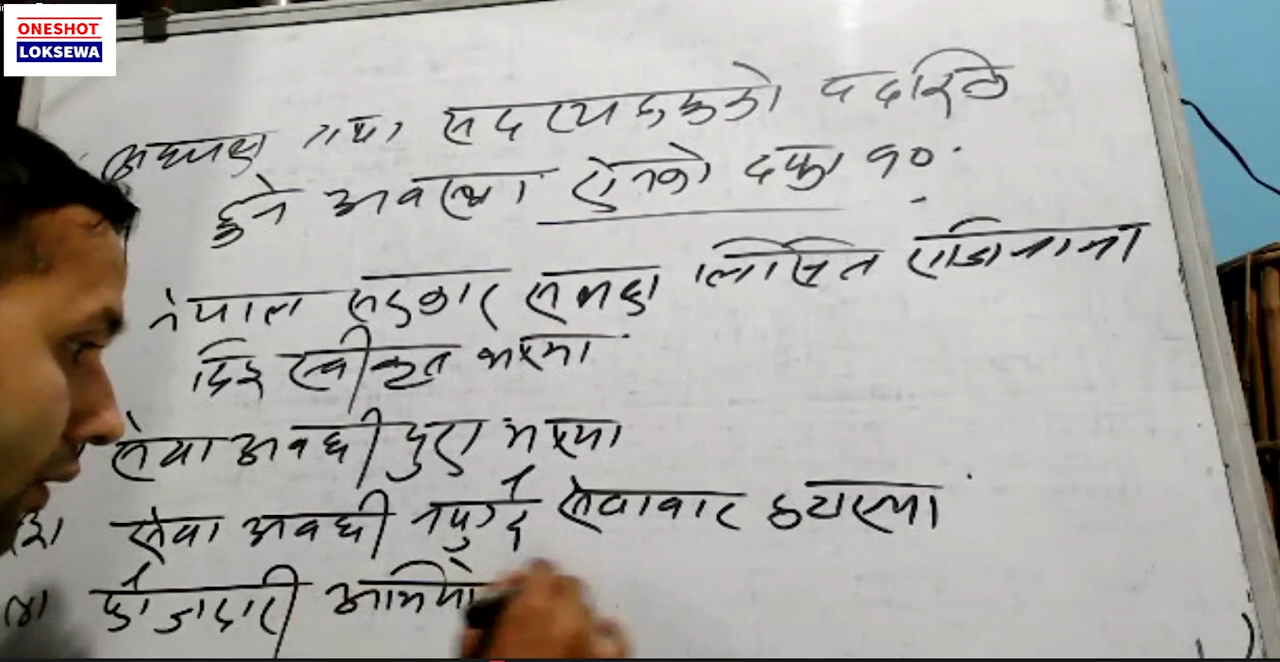 ONESHOT
LOKSEWA
अध्यक्ष तथा सदस्यहरुको पद रिक्त
हुने अवस्था ऐनको दफा १०
नेपाल सरकार समक्ष लिखित राजिनामा
दिई स्वीकृत भएमा
सेवा अवधी पुरा भएमा
३। सेवा अवधी नपुग्दै सेवाबाट हटाएमा
४। फौजदारी अभियो